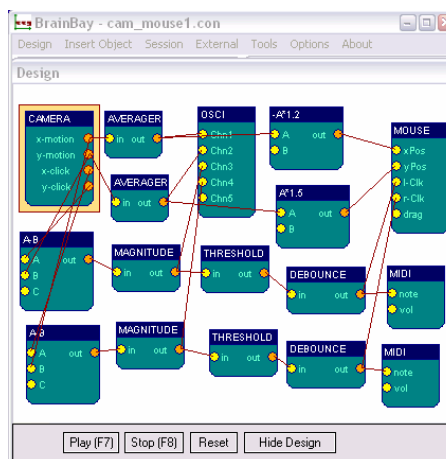 BrainBay - cam_mouse1.con
Design Insert Object Session External Tools Options About
Design
CAMERA
x-motion
y-motion
x-click
y-click
AVERAGER
in out
AVERAGER
in out
OSCI
Chn1
Chn2
Chn3
Chn4
Chn5
-A*1.2
A out
B
A*1.5
A out
B
MOUSE
xPos
yPos
l-Clk
r-Clk
drag
A-B
A out
B
C
MAGNITUDE
in out
THRESHOLD
in out
DEBOUNCE
in out
MIDI
note
vol
A-B
A out
B
C
MAGNITUDE
in out
THRESHOLD
in out
DEBOUNCE
in out
MIDI
note
vol
Play (F7) Stop (F8) Reset Hide Design